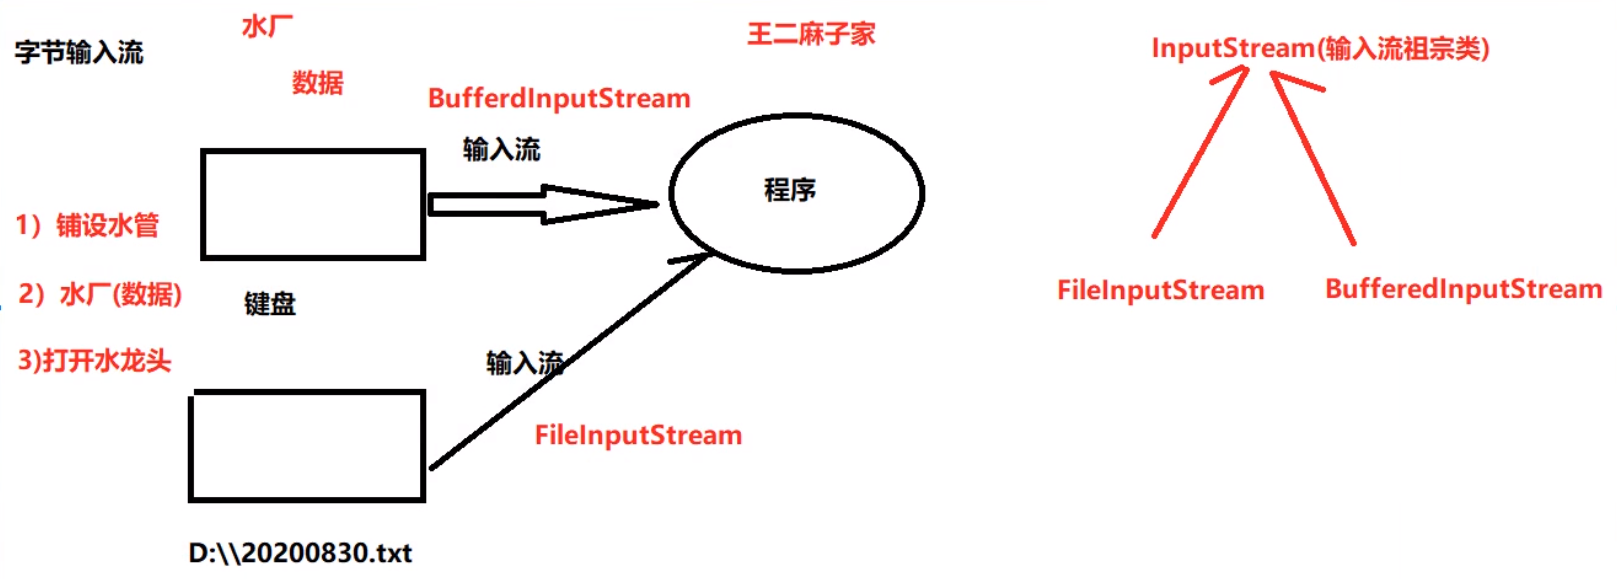 水厂
王二麻子家
字节输入流
InputStream(输入流祖宗类)
数据
BufferdInputStream
输入流
程序
1）铺设水管
2）水厂(数据)
键盘
FileInputStream
BufferedInputStream
3)打开水龙头
输入流
FileInputStream
D:\\20200830.txt